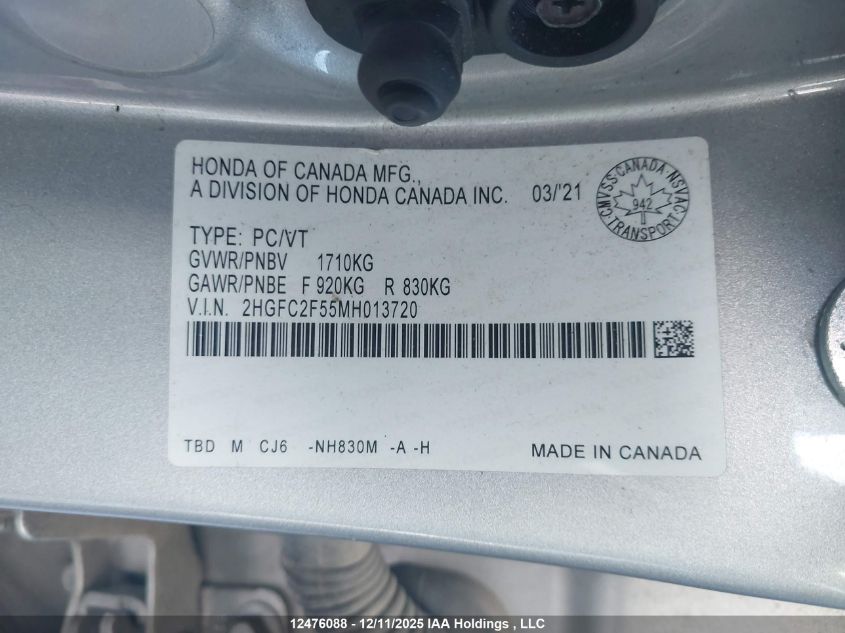 HONDA OF CANADA MFG.,
A DIVISION OF HONDA CANADA INC. 03/'21
CMVSS·CANADA·NSVAC
942
·TRANSPORT·
TYPE: PC/VT
GVWR/PNBV 1710KG
GAWR/PNBE F 920KG R 830KG
V.I.N. 2HGFC2F55MH013720
TBD M CJ6 -NH830M -A -H
MADE IN CANADA
12476088 - 12/11/2025 IAA Holdings , LLC